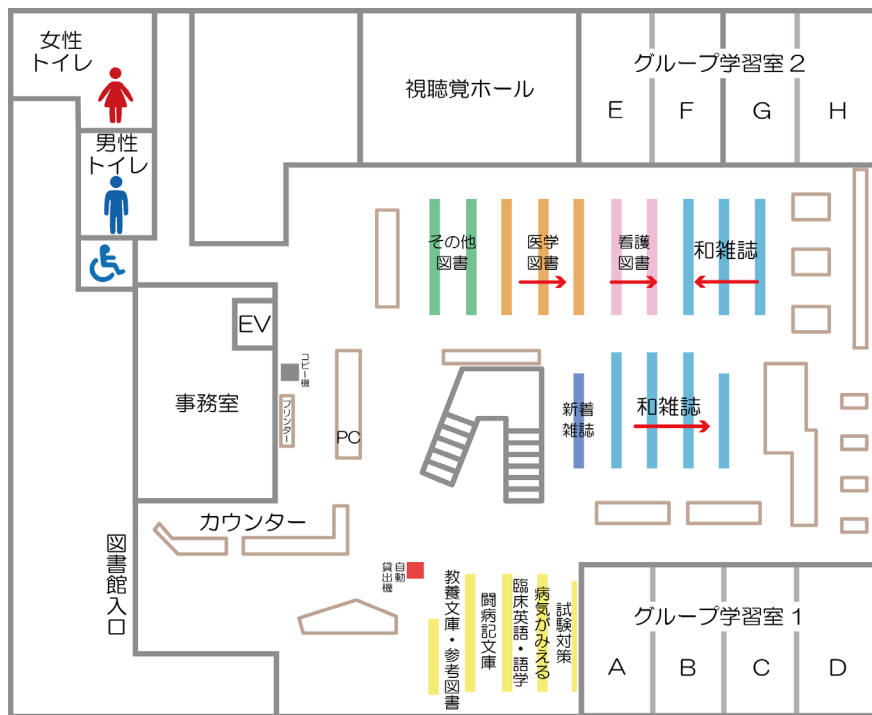 女性
トイレ
男性
トイレ
視聴覚ホール
グループ学習室2
E
F
G
H
その他
図書
医学
図書
看護
図書
和雑誌
EV
コピー機
プリンター
事務室
PC
新着
雑誌
和雑誌
カウンター
図書館入口
自動
貸出機
教養文庫・参考図書
闘病記文庫
臨床英語・語学
病気がみえる
試験対策
グループ学習室1
A
B
C
D